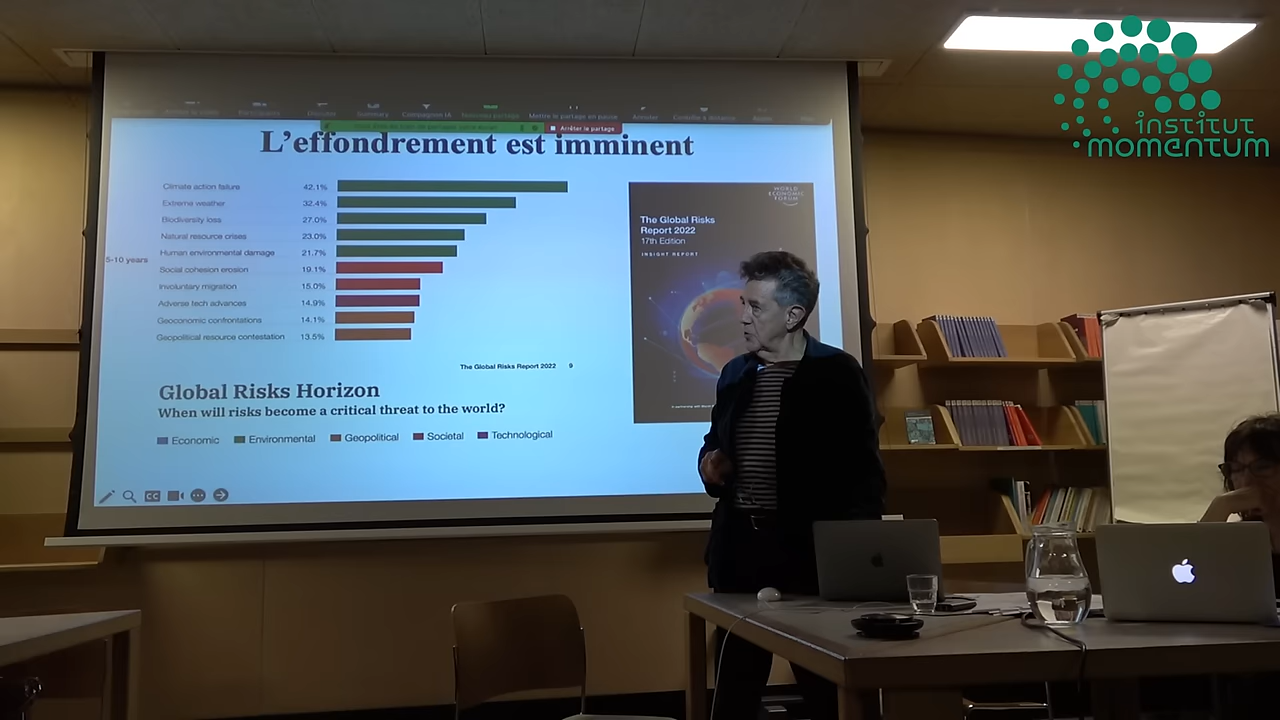 institut
momentum
Arrêter le partage
L'effondrement est imminent
Climate action failure 42.1%
Extreme weather 32.4%
Biodiversity loss 27.0%
Natural resource crises 23.0%
Human environmental damage 21.7%
5-10 years
Social cohesion erosion 19.1%
Involuntary migration 15.0%
Adverse tech advances 14.9%
Geoeconomic confrontations 14.1%
Geopolitical resource contestation 13.5%
The Global Risks Report 2022 9
Global Risks Horizon
When will risks become a critical threat to the world?
Economic Environmental Geopolitical Societal Technological
WORLD
ECONOMIC
FORUM
The Global Risks
Report 2022
17th Edition
INSIGHT REPORT
CC